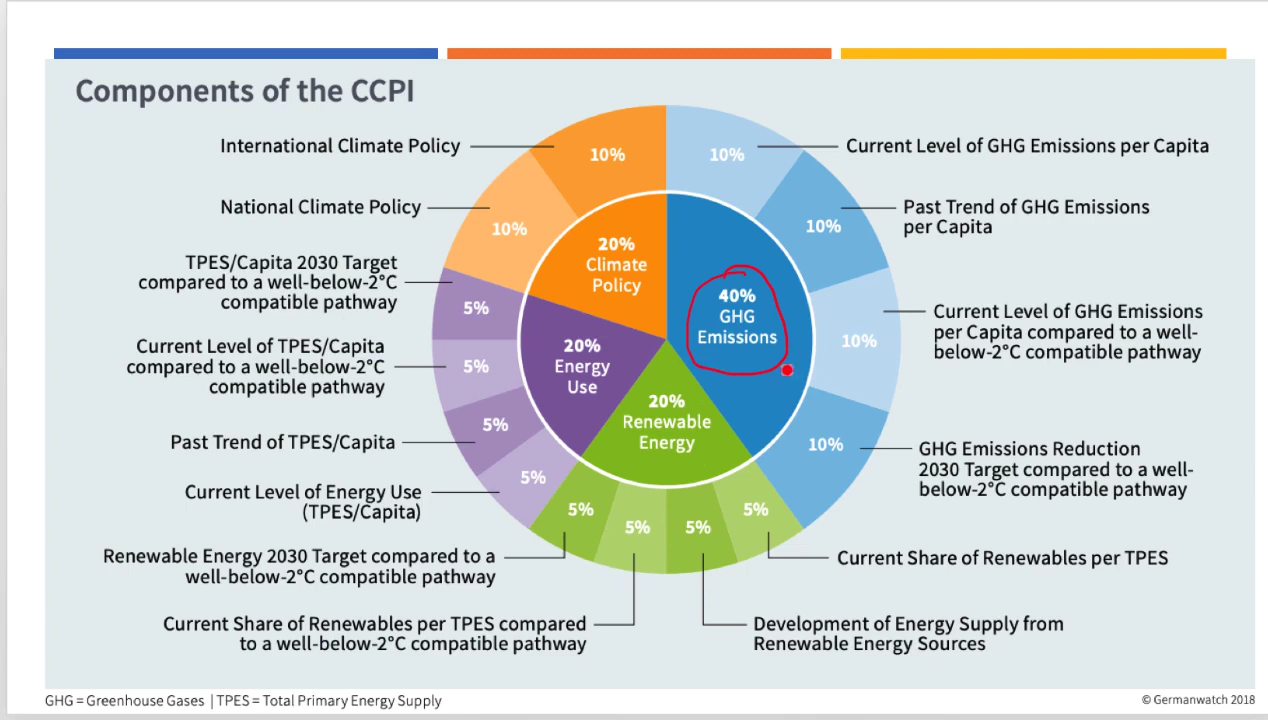 Components of the CCPI
International Climate Policy
10%
10%
Current Level of GHG Emissions per Capita
National Climate Policy
10%
10%
Past Trend of GHG Emissions
per Capita
20%
Climate
Policy
TPES/Capita 2030 Target
compared to a well-below-2°C
compatible pathway
5%
40%
GHG
Emissions
10%
Current Level of GHG Emissions
per Capita compared to a well-
below-2°C compatible pathway
Current Level of TPES/Capita
compared to a well-below-2°C
compatible pathway
5%
20%
Energy
Use
20%
Renewable
Energy
Past Trend of TPES/Capita
5%
10%
GHG Emissions Reduction
2030 Target compared to a well-
below-2°C compatible pathway
Current Level of Energy Use
(TPES/Capita)
5%
5%
5%
5%
5%
Renewable Energy 2030 Target compared to a
well-below-2°C compatible pathway
Current Share of Renewables per TPES
Current Share of Renewables per TPES compared
to a well-below-2°C compatible pathway
Development of Energy Supply from
Renewable Energy Sources
GHG = Greenhouse Gases | TPES = Total Primary Energy Supply
© Germanwatch 2018